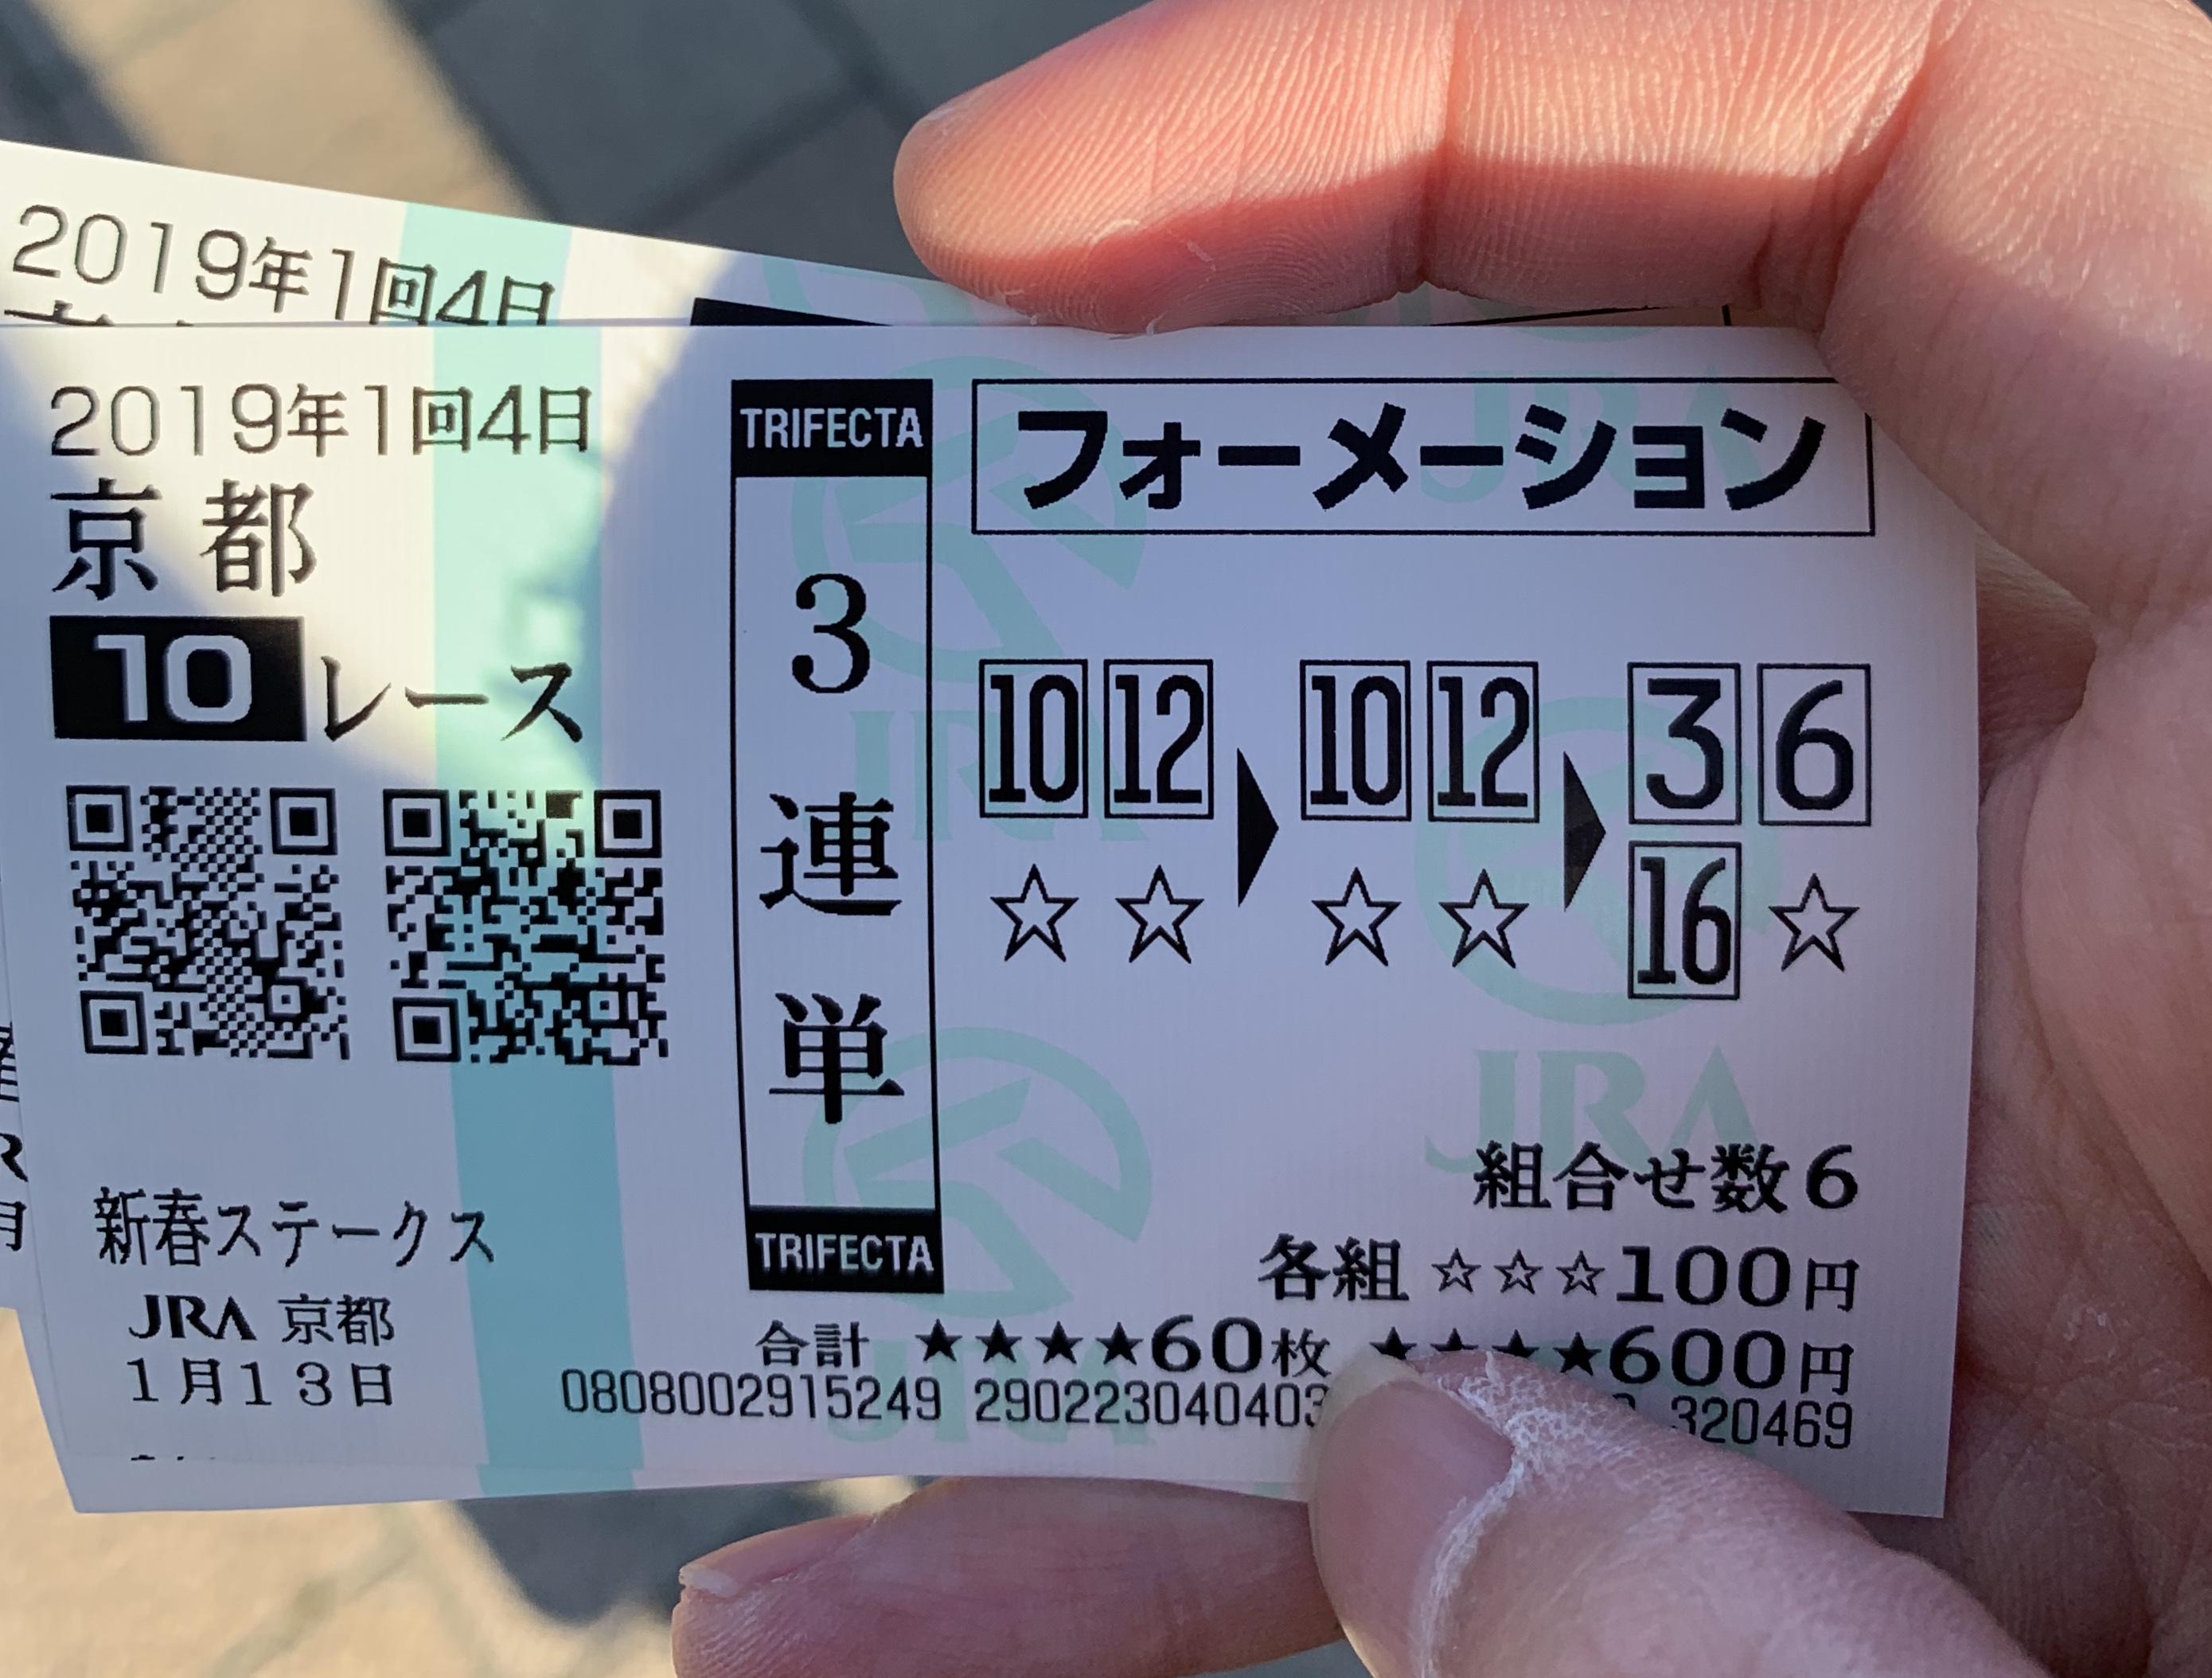 2019年1回4日
2019年1回4日
京都
10レース
新春ステークス
JRA 京都
1月13日
TRIFECTA
3連単
TRIFECTA
フォーメーション
10 12 ▶ 10 12 ▶ 3 6
☆ ☆ ☆ ☆ 16 ☆
組合せ数6
各組 ☆☆☆100円
合計 ★★★★60枚 ★★★★600円
0808002915249 290223040403 320469
JRA
JRA